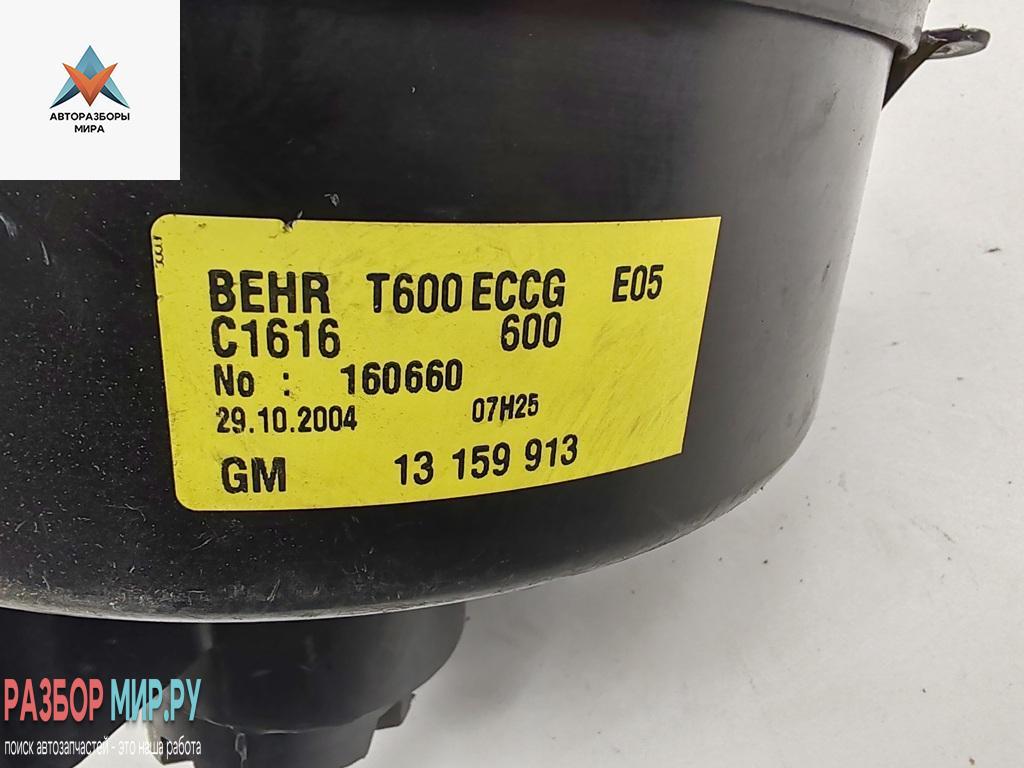 АВТОРАЗБОРЫ
МИРА
BEHR T600 ECCG E05
C1616 600
No : 160660
29.10.2004 07H25
GM 13 159 913
РАЗБОР МИР.РУ
поиск автозапчастей - это наша работа